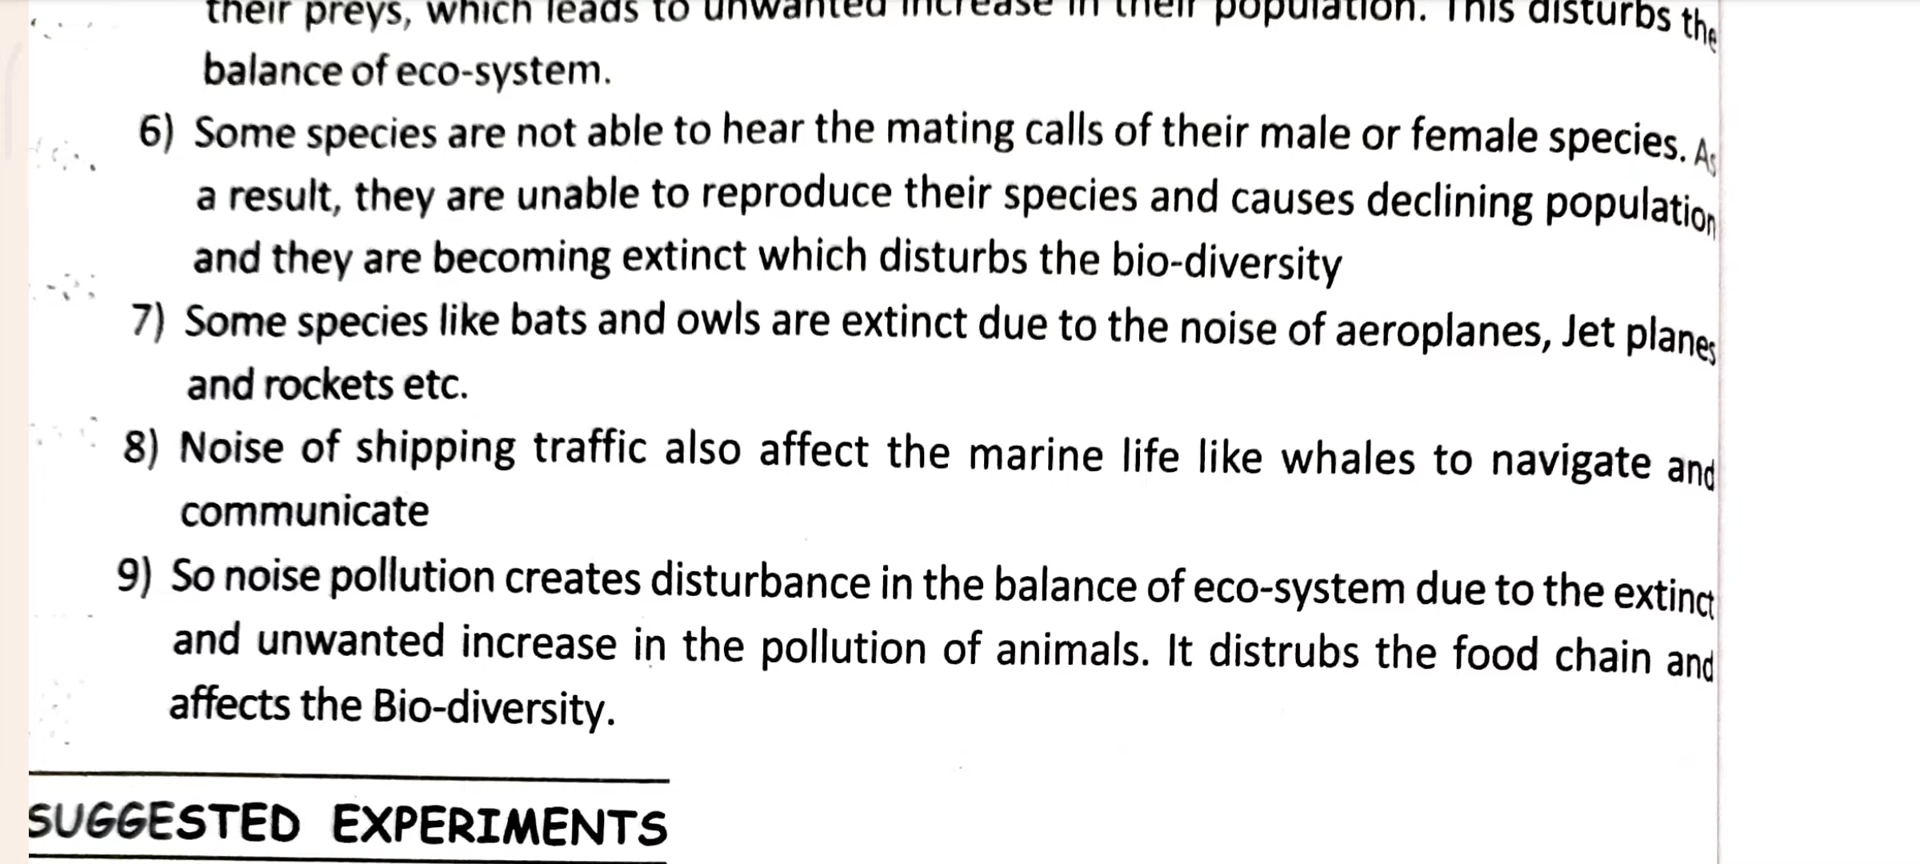 their preys, which leads to unwanted increase in their population. This disturbs the
balance of eco-system.
6) Some species are not able to hear the mating calls of their male or female species. As
a result, they are unable to reproduce their species and causes declining population
and they are becoming extinct which disturbs the bio-diversity
7) Some species like bats and owls are extinct due to the noise of aeroplanes, Jet planes
and rockets etc.
8) Noise of shipping traffic also affect the marine life like whales to navigate and
communicate
9) So noise pollution creates disturbance in the balance of eco-system due to the extinct
and unwanted increase in the pollution of animals. It distrubs the food chain and
affects the Bio-diversity.
SUGGESTED EXPERIMENTS